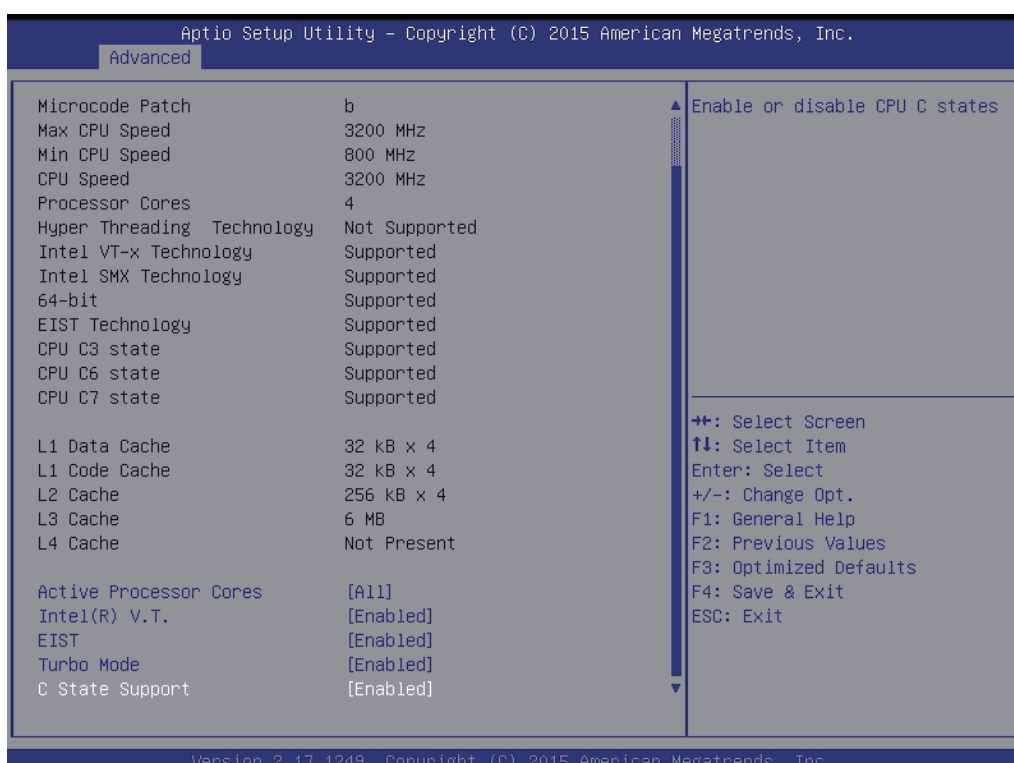 Aptio Setup Utility – Copyright (C) 2015 American Megatrends, Inc.
Advanced
Microcode Patch b
Max CPU Speed 3200 MHz
Min CPU Speed 800 MHz
CPU Speed 3200 MHz
Processor Cores 4
Hyper Threading Technology Not Supported
Intel VT-x Technology Supported
Intel SMX Technology Supported
64-bit Supported
EIST Technology Supported
CPU C3 state Supported
CPU C6 state Supported
CPU C7 state Supported
L1 Data Cache 32 kB x 4
L1 Code Cache 32 kB x 4
L2 Cache 256 kB x 4
L3 Cache 6 MB
L4 Cache Not Present
Active Processor Cores [All]
Intel(R) V.T. [Enabled]
EIST [Enabled]
Turbo Mode [Enabled]
C State Support [Enabled]
Enable or disable CPU C states
→←: Select Screen
↑↓: Select Item
Enter: Select
+/-: Change Opt.
F1: General Help
F2: Previous Values
F3: Optimized Defaults
F4: Save & Exit
ESC: Exit
Version 2.17.1249. Copyright (C) 2015 American Megatrends, Inc.